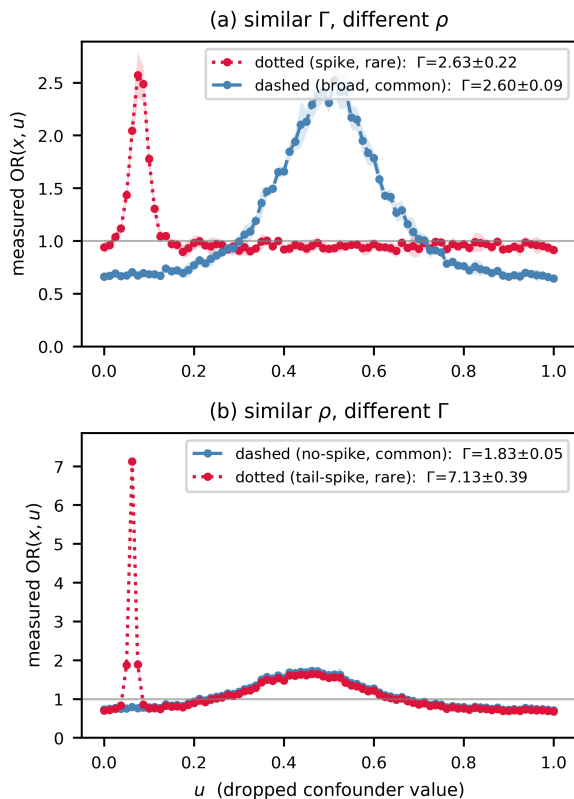 (a) similar Γ, different ρ
measured OR(x, u)
2.5
2.0
1.5
1.0
0.5
0.0
dotted (spike, rare): Γ=2.63±0.22
dashed (broad, common): Γ=2.60±0.09
0.0 0.2 0.4 0.6 0.8 1.0
(b) similar ρ, different Γ
measured OR(x, u)
7
6
5
4
3
2
1
0
dashed (no-spike, common): Γ=1.83±0.05
dotted (tail-spike, rare): Γ=7.13±0.39
0.0 0.2 0.4 0.6 0.8 1.0
u (dropped confounder value)